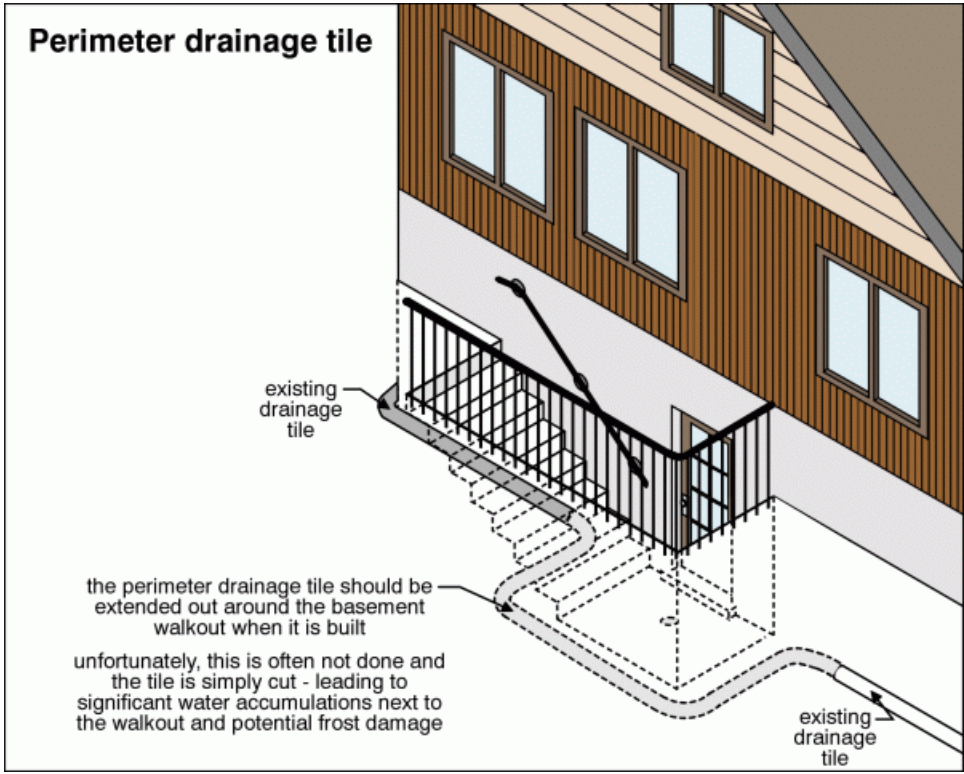 Perimeter drainage tile
existing
drainage
tile
the perimeter drainage tile should be
extended out around the basement
walkout when it is built
unfortunately, this is often not done and
the tile is simply cut - leading to
significant water accumulations next to
the walkout and potential frost damage
existing
drainage
tile